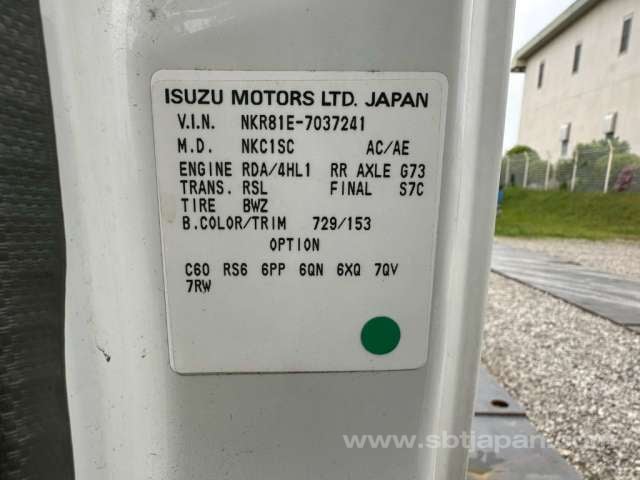 ISUZU MOTORS LTD. JAPAN
V.I.N. NKR81E-7037241
M.D. NKC1SC AC/AE
ENGINE RDA/4HL1 RR AXLE G73
TRANS. RSL FINAL S7C
TIRE BWZ
B.COLOR/TRIM 729/153
OPTION
C60 RS6 6PP 6QN 6XQ 7QV
7RW
www.sbtjapan.com